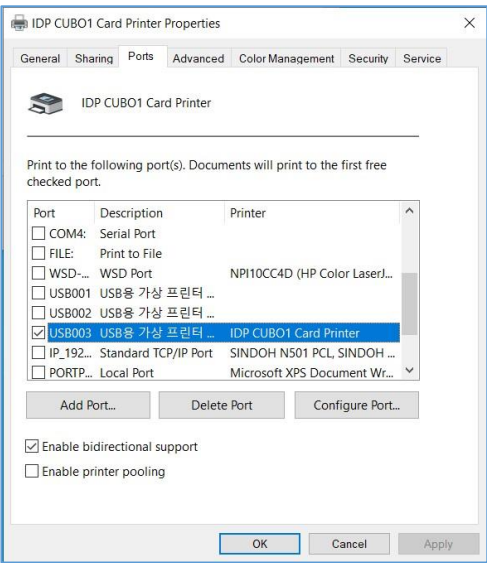 IDP CUBO1 Card Printer Properties
General Sharing Ports Advanced Color Management Security Service
IDP CUBO1 Card Printer
Print to the following port(s). Documents will print to the first free
checked port.
Port Description Printer
COM4: Serial Port
FILE: Print to File
WSD-... WSD Port NPI10CC4D (HP Color LaserJ...
USB001 USB용 가상 프린터 ...
USB002 USB용 가상 프린터 ...
USB003 USB용 가상 프린터 ... IDP CUBO1 Card Printer
IP_192... Standard TCP/IP Port SINDOH N501 PCL, SINDOH ...
PORTP... Local Port Microsoft XPS Document Wr...
Add Port... Delete Port Configure Port...
Enable bidirectional support
Enable printer pooling
OK Cancel Apply